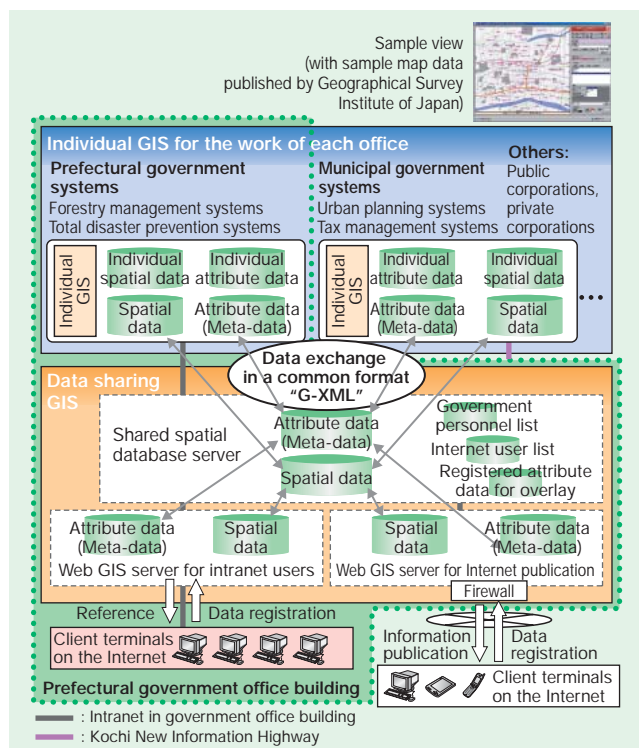 Sample view
(with sample map data
published by Geographical Survey
Institute of Japan)
Individual GIS for the work of each office
Prefectural government
systems
Forestry management systems
Total disaster prevention systems
Municipal government
systems
Urban planning systems
Tax management systems
Others:
Public
corporations,
private
corporations
Individual
GIS
Individual
spatial data
Individual
attribute data
Spatial
data
Attribute data
(Meta-data)
Individual
GIS
Individual
attribute data
Individual
spatial data
Attribute data
(Meta-data)
Spatial
data
...
Data exchange
in a common format
“G-XML”
Data sharing
GIS
Shared spatial
database server
Attribute data
(Meta-data)
Spatial data
Government
personnel list
Internet user list
Registered attribute
data for overlay
Attribute data
(Meta-data)
Spatial
data
Web GIS server for intranet users
Spatial
data
Attribute data
(Meta-data)
Web GIS server for Internet publication
Firewall
Reference
Data registration
Client terminals
on the Internet
Information
publication
Data
registration
Client terminals
on the Internet
Prefectural government office building
: Intranet in government office building
: Kochi New Information Highway